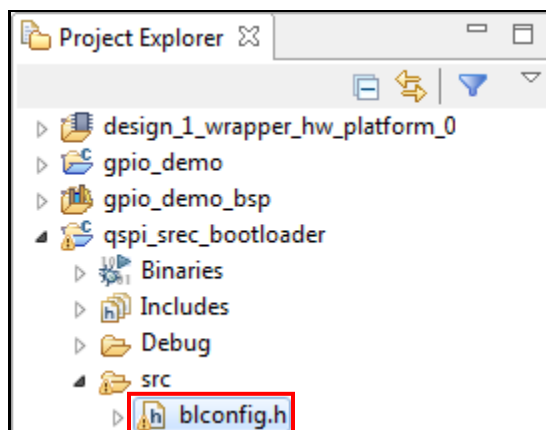 Project Explorer
design_1_wrapper_hw_platform_0
gpio_demo
gpio_demo_bsp
qspi_srec_bootloader
Binaries
Includes
Debug
src
blconfig.h